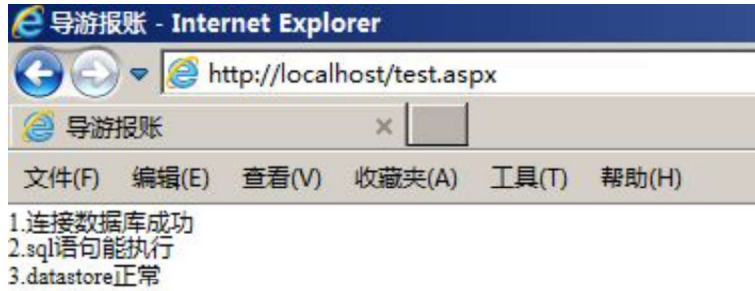 导游报账 - Internet Explorer
http://localhost/test.aspx
导游报账
文件(F) 编辑(E) 查看(V) 收藏夹(A) 工具(T) 帮助(H)
1.连接数据库成功
2.sql语句能执行
3.datastore正常